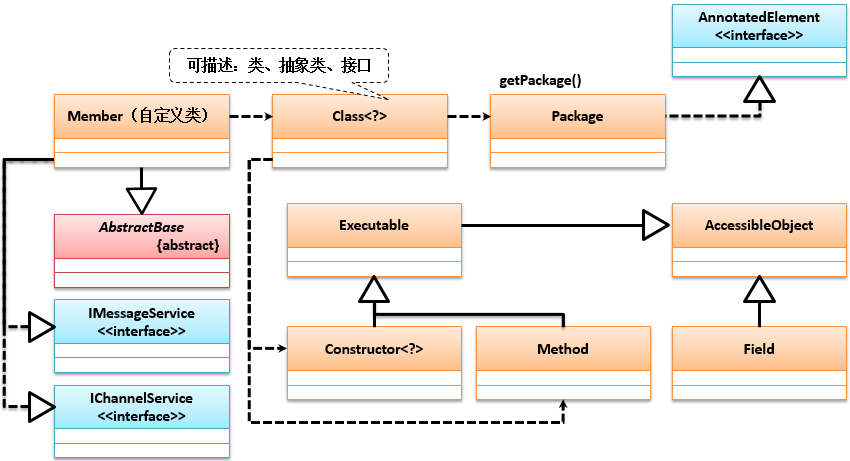 AnnotatedElement
<<interface>>
可描述：类、抽象类、接口
getPackage()
Member（自定义类）
Class<?>
Package
AbstractBase
{abstract}
Executable
AccessibleObject
IMessageService
<<interface>>
Constructor<?>
Method
Field
IChannelService
<<interface>>